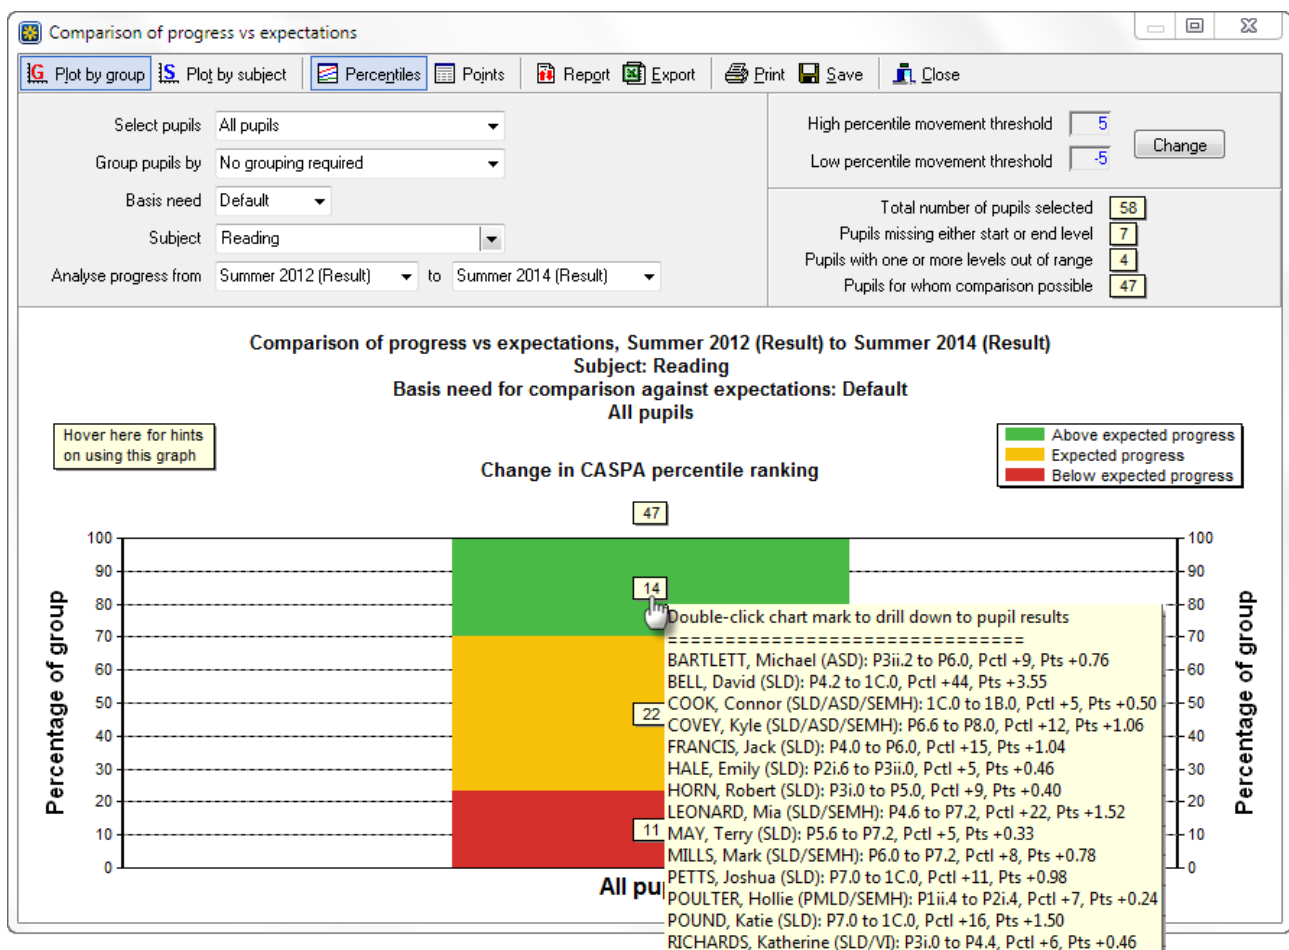 Comparison of progress vs expectations
Plot by group Plot by subject Percentiles Points Report Export Print Save Close
Select pupils All pupils
Group pupils by No grouping required
Basis need Default
Subject Reading
Analyse progress from Summer 2012 (Result) to Summer 2014 (Result)
High percentile movement threshold 5
Low percentile movement threshold -5
Change
Total number of pupils selected 58
Pupils missing either start or end level 7
Pupils with one or more levels out of range 4
Pupils for whom comparison possible 47
Comparison of progress vs expectations, Summer 2012 (Result) to Summer 2014 (Result)
Subject: Reading
Basis need for comparison against expectations: Default
All pupils
Hover here for hints
on using this graph
Above expected progress
Expected progress
Below expected progress
Change in CASPA percentile ranking
47
100 100
90 90
14
80 80
70 70
60 60
50 50
22
40 40
30 30
20 20
11
10 10
0 0
Percentage of group
Percentage of group
All pu
Double-click chart mark to drill down to pupil results
================================
BARTLETT, Michael (ASD): P3ii.2 to P6.0, Pctl +9, Pts +0.76
BELL, David (SLD): P4.2 to 1C.0, Pctl +44, Pts +3.55
COOK, Connor (SLD/ASD/SEMH): 1C.0 to 1B.0, Pctl +5, Pts +0.50
COVEY, Kyle (SLD/ASD/SEMH): P6.6 to P8.0, Pctl +12, Pts +1.06
FRANCIS, Jack (SLD): P4.0 to P6.0, Pctl +15, Pts +1.04
HALE, Emily (SLD): P2i.6 to P3ii.0, Pctl +5, Pts +0.46
HORN, Robert (SLD): P3i.0 to P5.0, Pctl +9, Pts +0.40
LEONARD, Mia (SLD/SEMH): P4.6 to P7.2, Pctl +22, Pts +1.52
MAY, Terry (SLD): P5.6 to P7.2, Pctl +5, Pts +0.33
MILLS, Mark (SLD/SEMH): P6.0 to P7.2, Pctl +8, Pts +0.78
PETTS, Joshua (SLD): P7.0 to 1C.0, Pctl +11, Pts +0.98
POULTER, Hollie (PMLD/SEMH): P1ii.4 to P2i.4, Pctl +7, Pts +0.24
POUND, Katie (SLD): P7.0 to 1C.0, Pctl +16, Pts +1.50
RICHARDS, Katherine (SLD/VI): P3i.0 to P4.4, Pctl +6, Pts +0.46